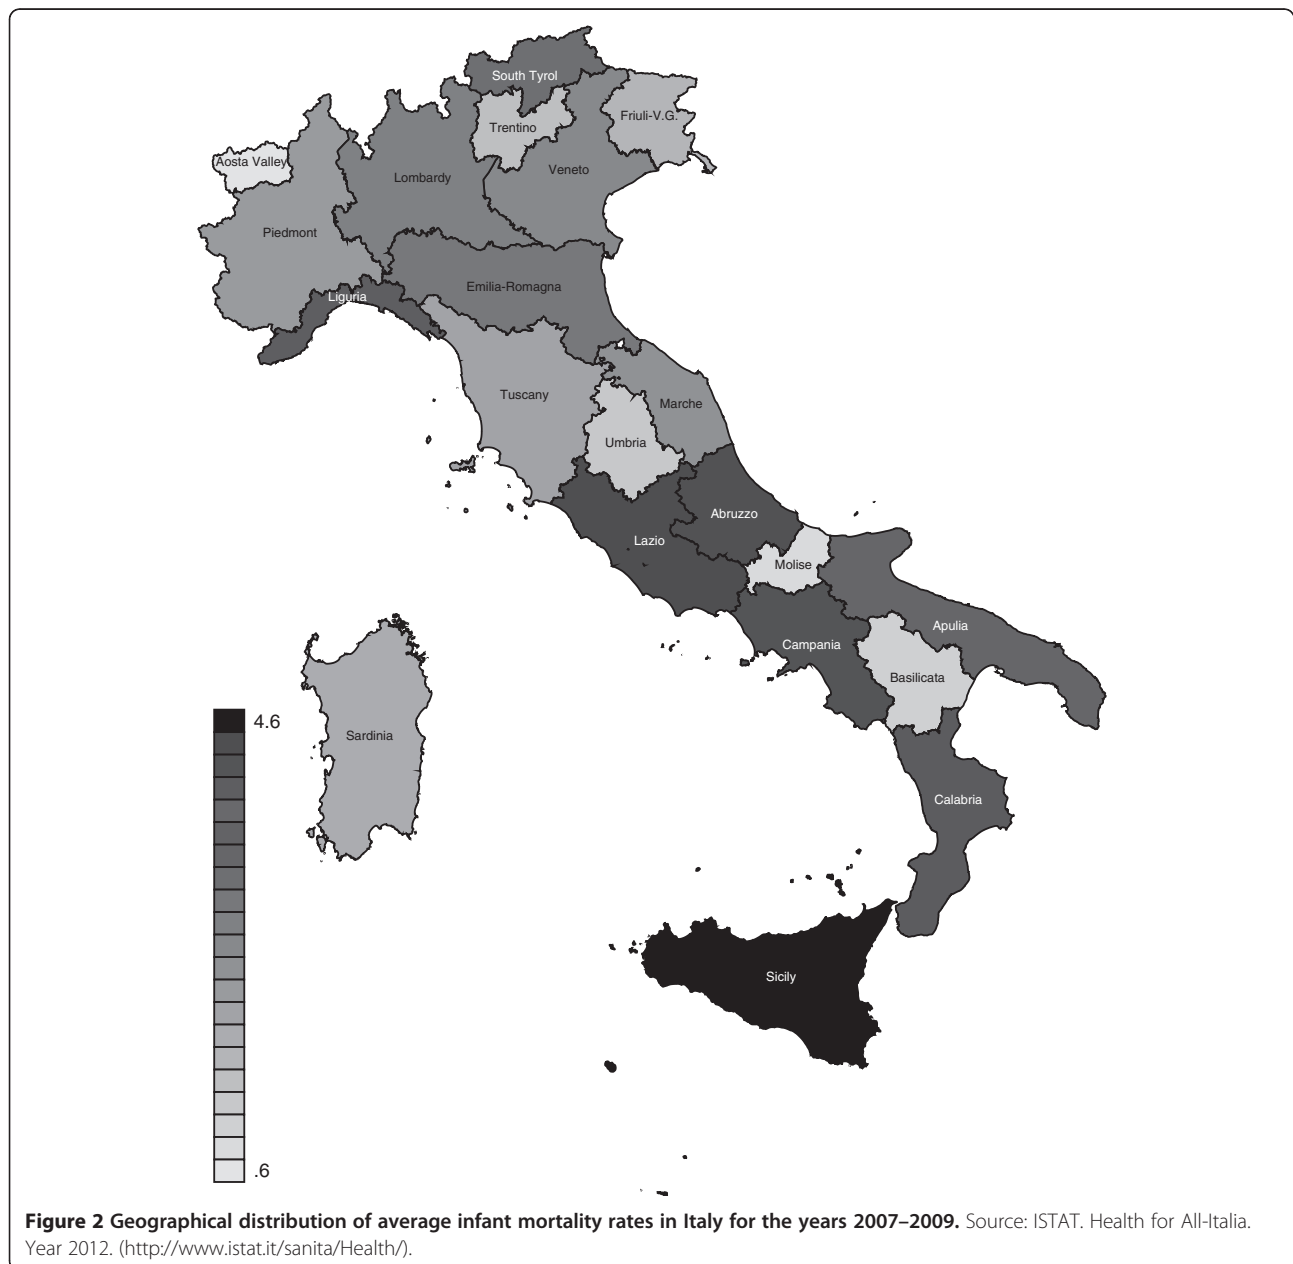 South Tyrol
Friuli-V.G.
Trentino
Aosta Valley
Veneto
Lombardy
Piedmont
Emilia-Romagna
Liguria
Tuscany
Marche
Umbria
Abruzzo
Lazio
Molise
Apulia
Campania
Basilicata
4.6
Sardinia
Calabria
Sicily
.6
Figure 2 Geographical distribution of average infant mortality rates in Italy for the years 2007–2009. Source: ISTAT. Health for All-Italia.
Year 2012. (http://www.istat.it/sanita/Health/).